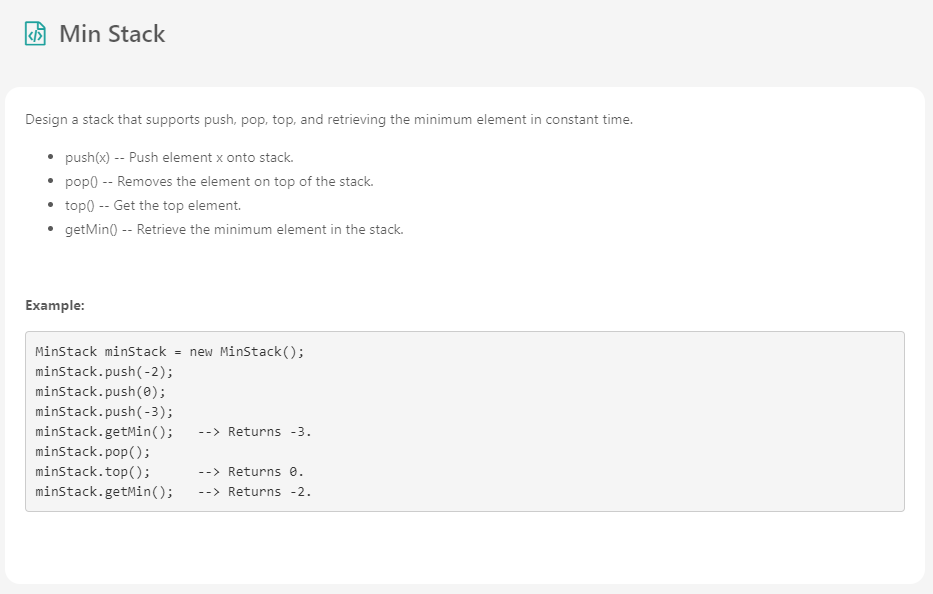 </> Min Stack
Design a stack that supports push, pop, top, and retrieving the minimum element in constant time.
• push(x) -- Push element x onto stack.
• pop() -- Removes the element on top of the stack.
• top() -- Get the top element.
• getMin() -- Retrieve the minimum element in the stack.
Example:
MinStack minStack = new MinStack();
minStack.push(-2);
minStack.push(0);
minStack.push(-3);
minStack.getMin();   --> Returns -3.
minStack.pop();
minStack.top();      --> Returns 0.
minStack.getMin();   --> Returns -2.